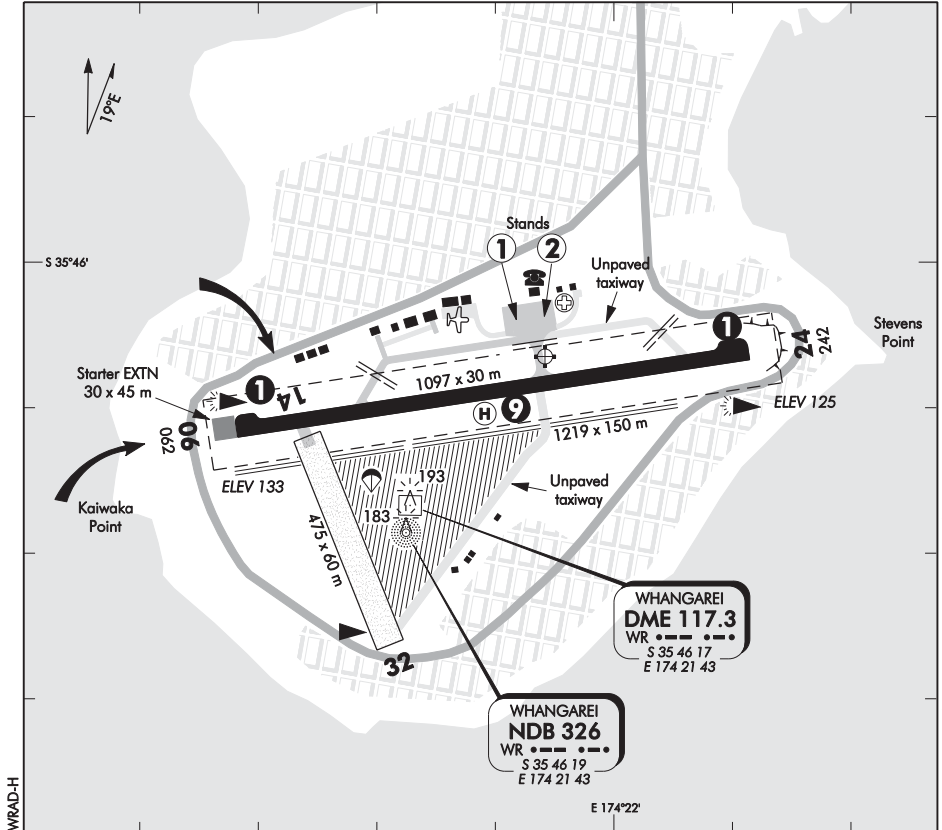 19°E
S 35°46'
Stands
1
2
Unpaved
taxiway
Stevens
Point
1
24
242
Starter EXTN
30 x 45 m
1
14
1097 x 30 m
H
9
ELEV 125
06
062
1219 x 150 m
ELEV 133
Kaiwaka
Point
193
183
Unpaved
taxiway
475 x 60 m
32
WHANGAREI
DME 117.3
WR •−− •−•
S 35 46 17
E 174 21 43
WHANGAREI
NDB 326
WR •−− •−•
S 35 46 19
E 174 21 43
E 174°22'
WRAD-H